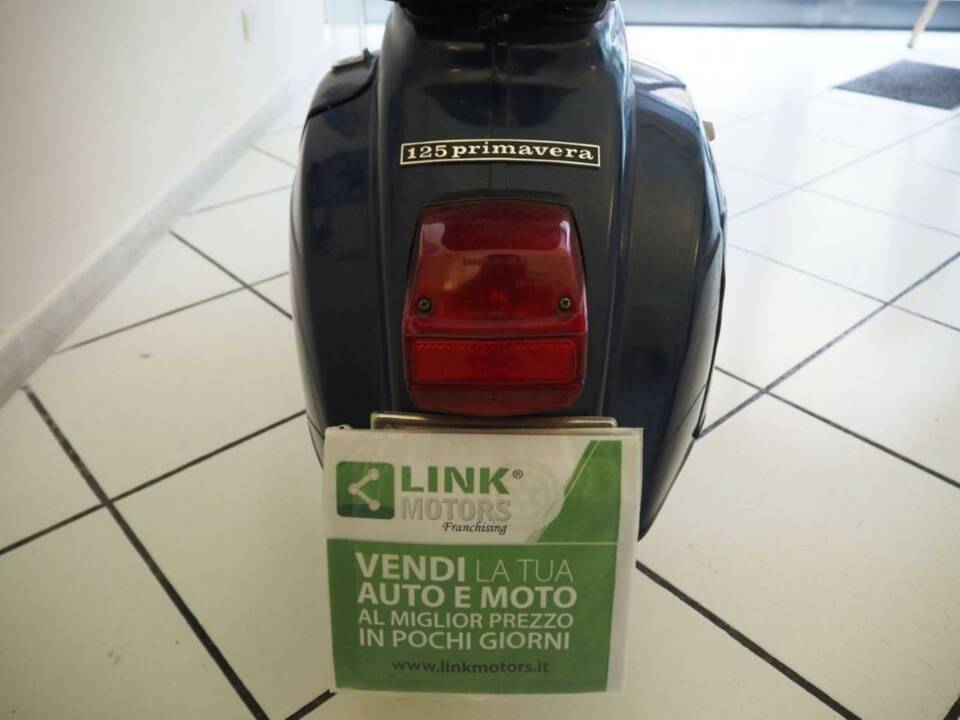 125 primavera
LINK®
MOTORS
Franchising
VENDI LA TUA
AUTO E MOTO
AL MIGLIOR PREZZO
IN POCHI GIORNI
www.linkmotors.it